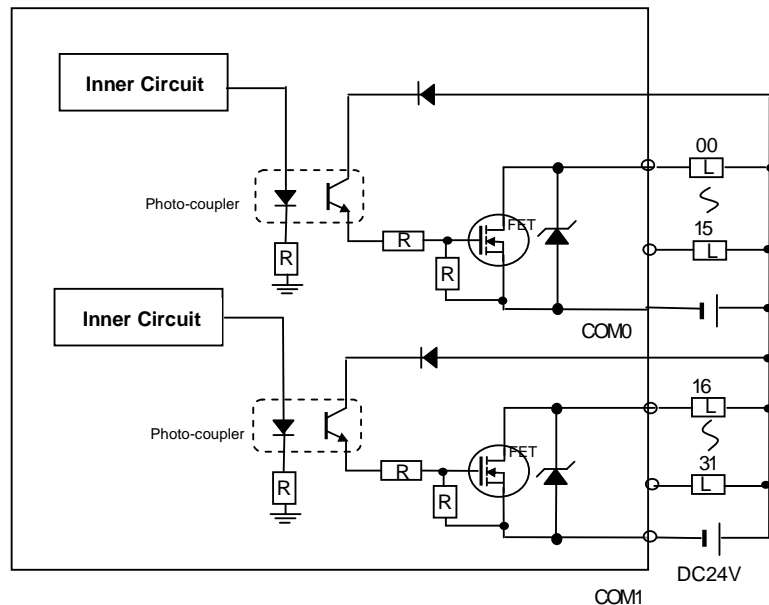 Inner Circuit
00
L
Photo-coupler
FET
R
R
R
15
L
Inner Circuit
COM0
16
L
Photo-coupler
FET
R
R
R
31
L
DC24V
COM1